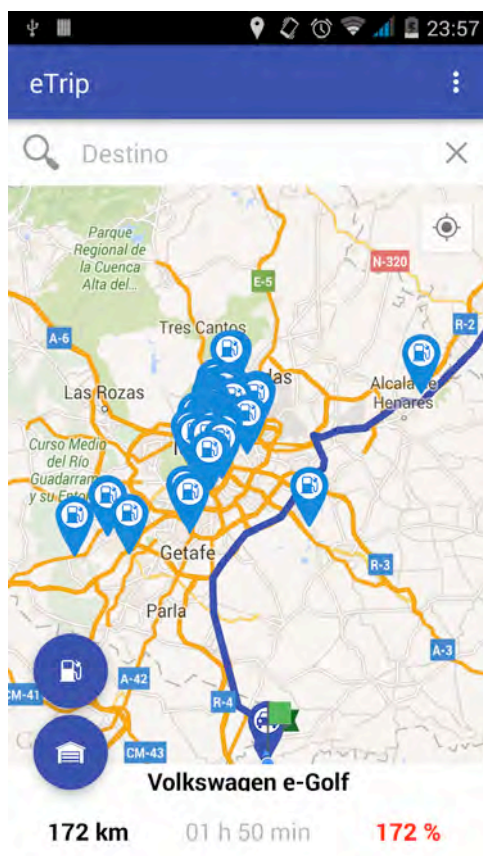 23:57
eTrip
Destino
Parque
Regional de
la Cuenca
Alta del...
N-320
E-5
R-2
A-6
Tres Cantos
Las Rozas
Alcalá de
Henares
Curso Medio
del Río
Guadarram
y su
Getafe
R-3
Parla
A-3
A-42
R-4
CM-41
CM-43
Volkswagen e-Golf
172 km
01 h 50 min
172 %